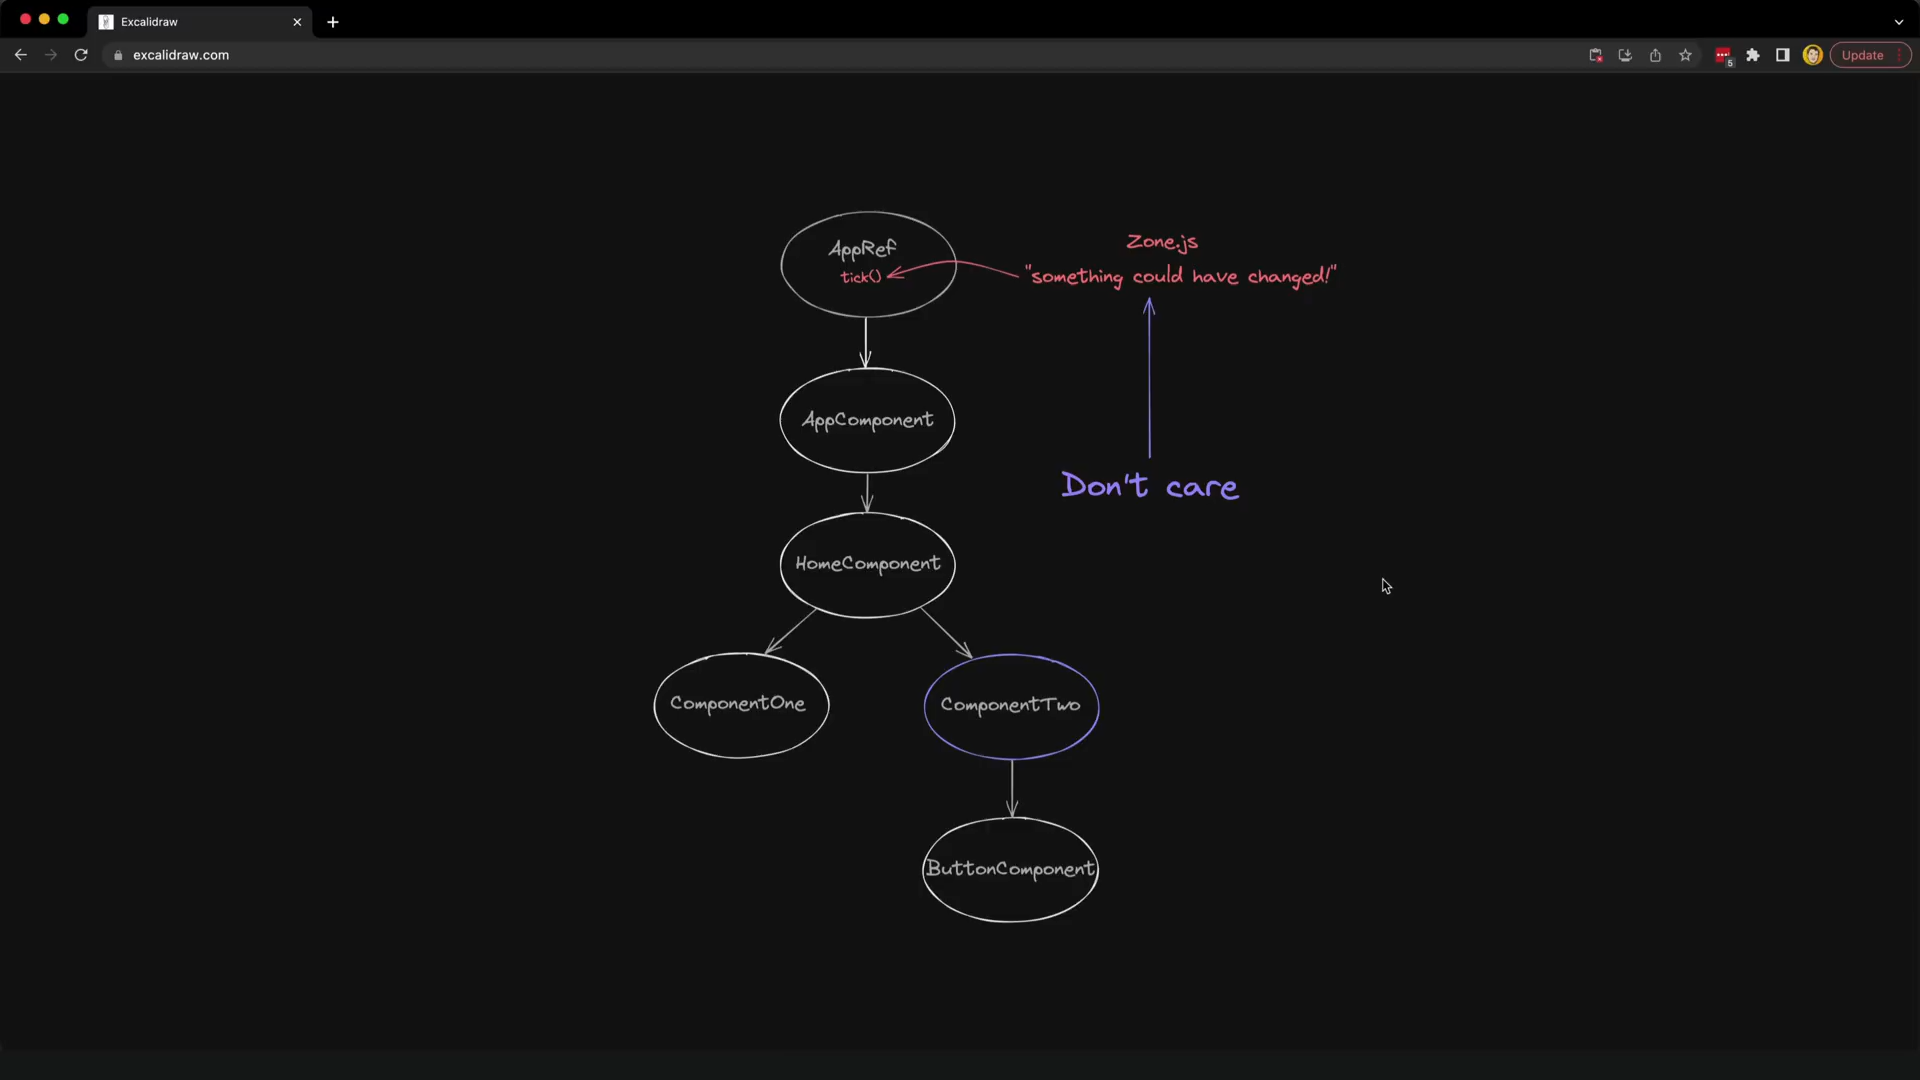 Excalidraw
excalidraw.com
5
Update
AppRef
tick()
Zone.js
"something could have changed!"
AppComponent
Don't care
HomeComponent
ComponentOne
ComponentTwo
ButtonComponent